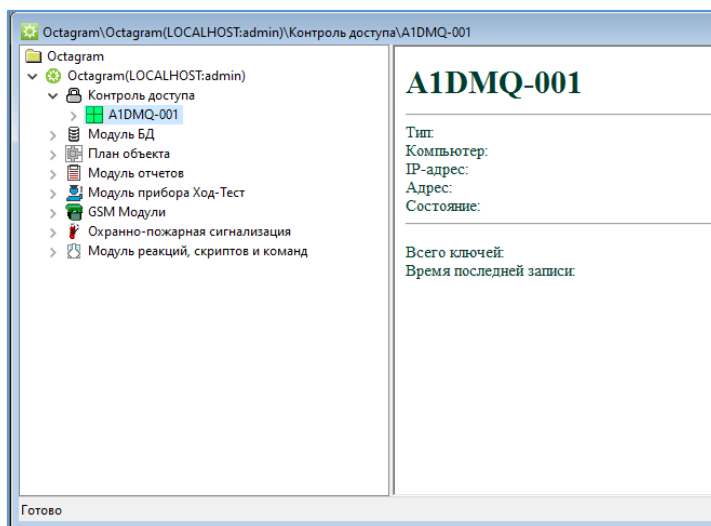 Octagram\Octagram(LOCALHOST:admin)\Контроль доступа\A1DMQ-001
Octagram
Octagram(LOCALHOST:admin)
Контроль доступа
A1DMQ-001
Модуль БД
План объекта
Модуль отчетов
Модуль прибора Ход-Тест
GSM Модули
Охранно-пожарная сигнализация
Модуль реакций, скриптов и команд
A1DMQ-001
Тип:
Компьютер:
IP-адрес:
Адрес:
Состояние:
Всего ключей:
Время последней записи:
Готово